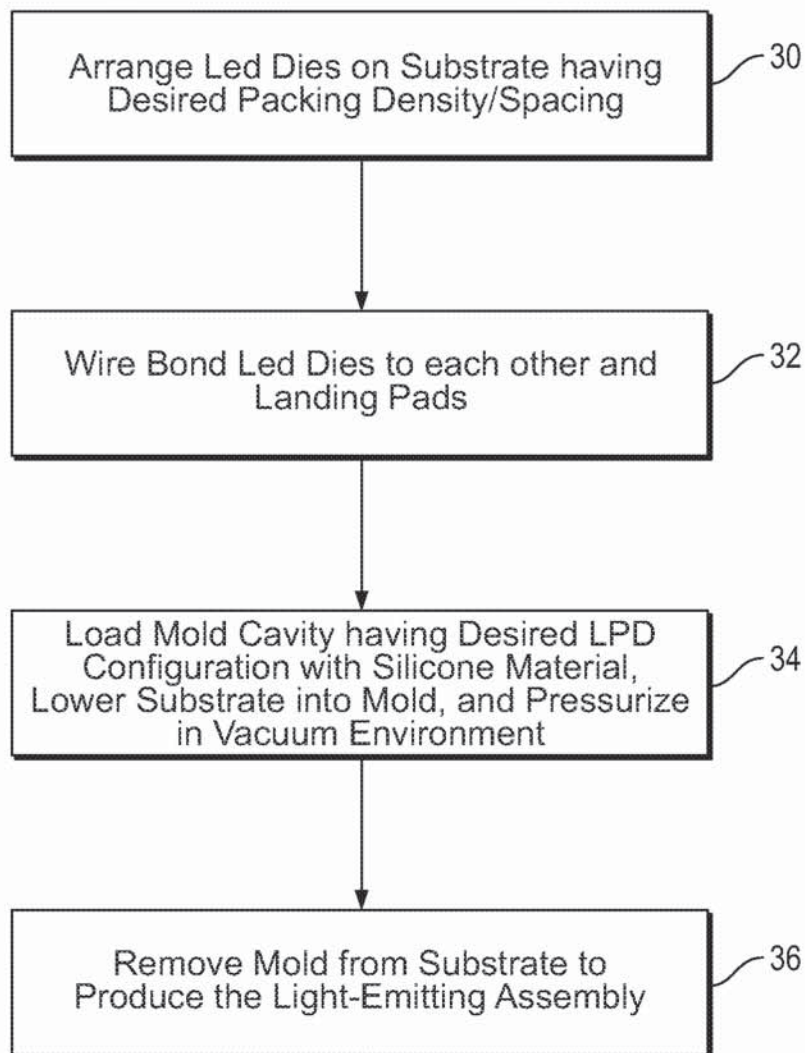 Arrange Led Dies on Substrate having
Desired Packing Density/Spacing
30
Wire Bond Led Dies to each other and
Landing Pads
32
Load Mold Cavity having Desired LPD
Configuration with Silicone Material,
Lower Substrate into Mold, and Pressurize
in Vacuum Environment
34
Remove Mold from Substrate to
Produce the Light-Emitting Assembly
36